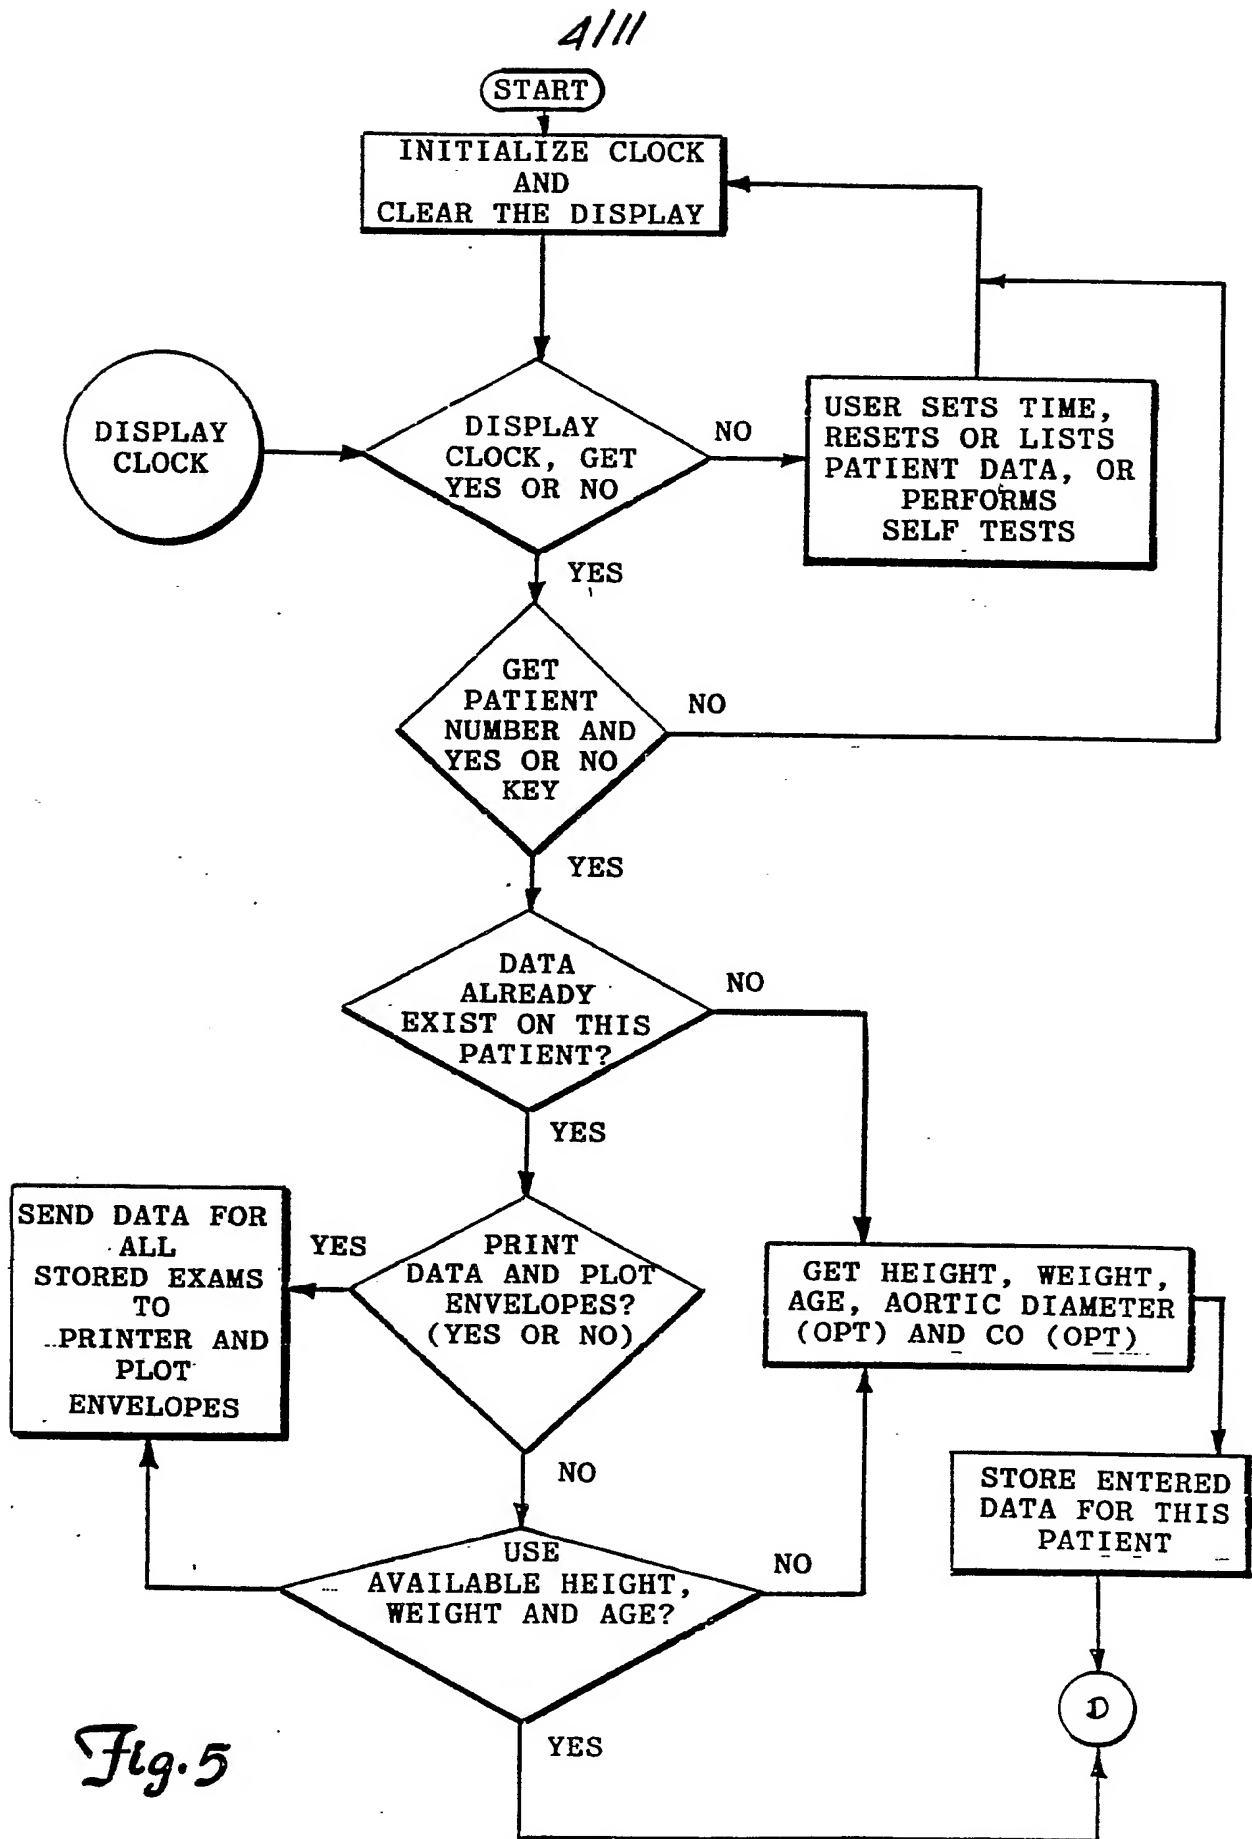 4/11
START
INITIALIZE CLOCK
AND
CLEAR THE DISPLAY
DISPLAY
CLOCK
DISPLAY
CLOCK, GET
YES OR NO
NO
USER SETS TIME,
RESETS OR LISTS
PATIENT DATA, OR
PERFORMS
SELF TESTS
YES
GET
PATIENT
NUMBER AND
YES OR NO
KEY
NO
YES
DATA
ALREADY
EXIST ON THIS
PATIENT?
NO
YES
SEND DATA FOR
ALL
STORED EXAMS
TO
PRINTER AND
PLOT
ENVELOPES
YES
PRINT
DATA AND PLOT
ENVELOPES?
(YES OR NO)
GET HEIGHT, WEIGHT,
AGE, AORTIC DIAMETER
(OPT) AND CO (OPT)
NO
STORE ENTERED
DATA FOR THIS
PATIENT
USE
AVAILABLE HEIGHT,
WEIGHT AND AGE?
NO
D
YES
Fig. 5